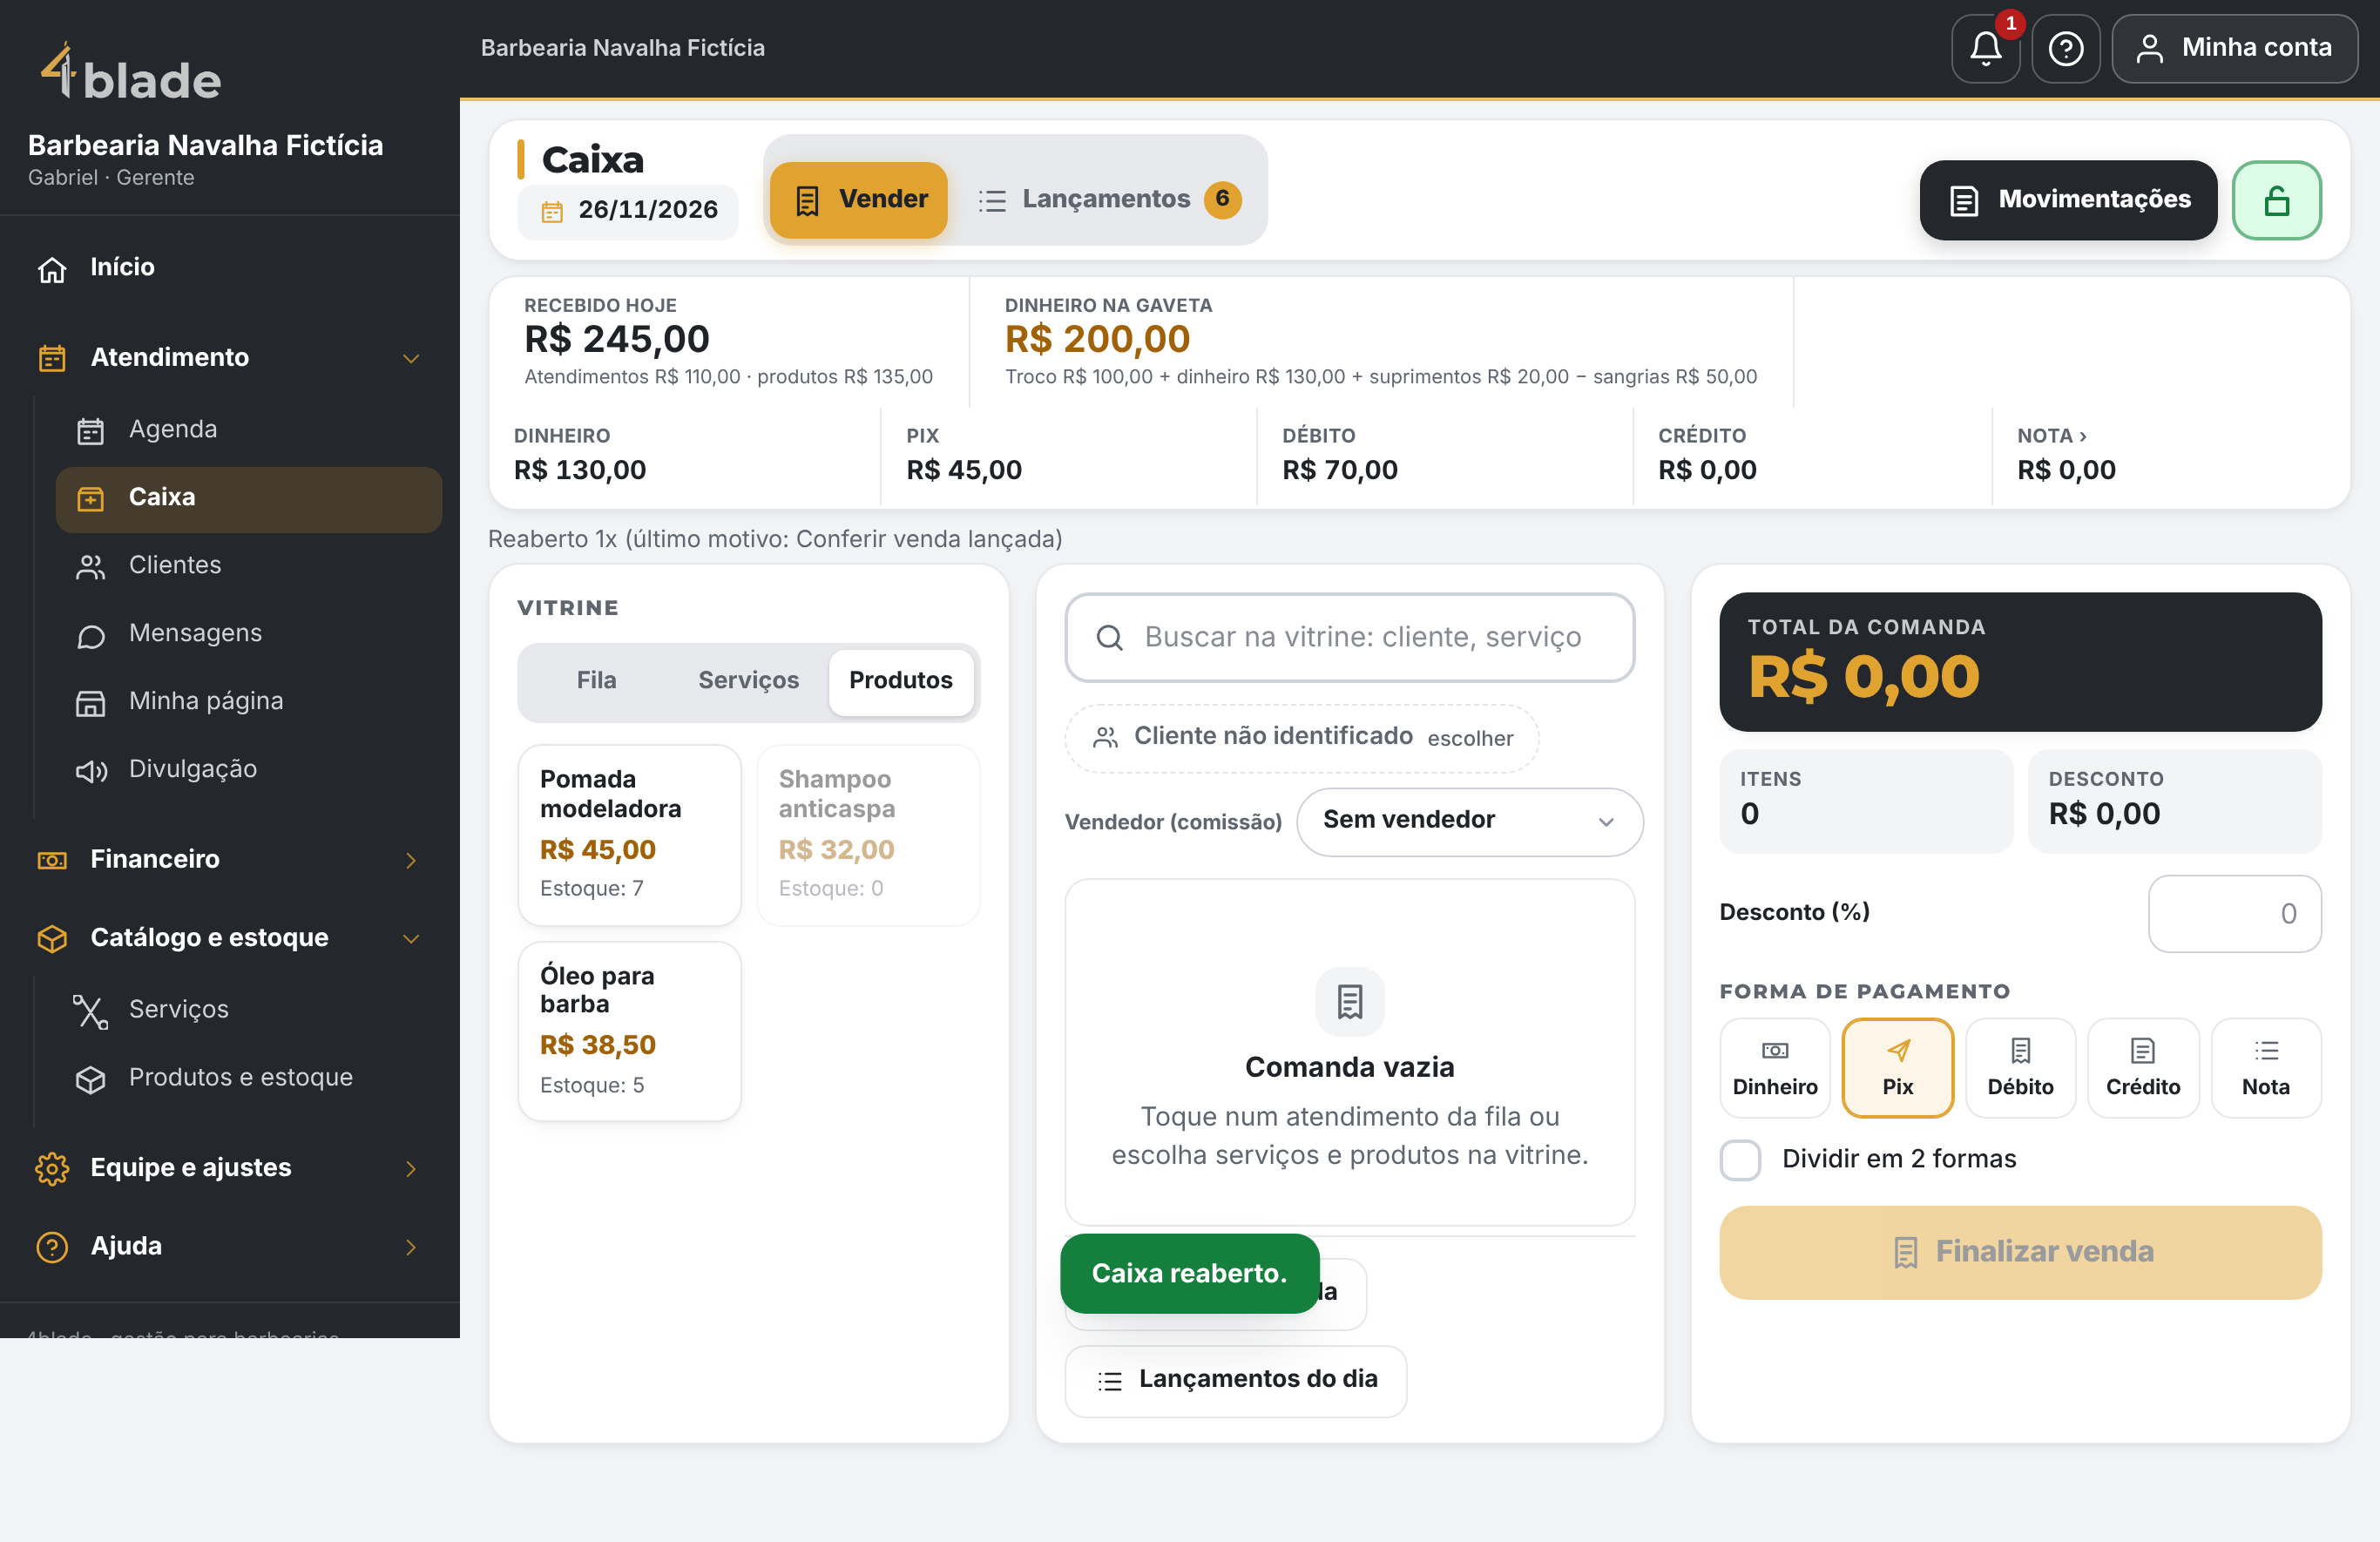 4blade
Barbearia Navalha Fictícia
Gabriel · Gerente
Início
Atendimento
Agenda
Caixa
Clientes
Mensagens
Minha página
Divulgação
Financeiro
Catálogo e estoque
Serviços
Produtos e estoque
Equipe e ajustes
Ajuda
4blade · gestão para barbearias
Barbearia Navalha Fictícia
1
Minha conta
Caixa
26/11/2026
Vender
Lançamentos 6
Movimentações
RECEBIDO HOJE
R$ 245,00
Atendimentos R$ 110,00 · produtos R$ 135,00
DINHEIRO NA GAVETA
R$ 200,00
Troco R$ 100,00 + dinheiro R$ 130,00 + suprimentos R$ 20,00 − sangrias R$ 50,00
DINHEIRO
R$ 130,00
PIX
R$ 45,00
DÉBITO
R$ 70,00
CRÉDITO
R$ 0,00
NOTA ›
R$ 0,00
Reaberto 1x (último motivo: Conferir venda lançada)
VITRINE
Fila
Serviços
Produtos
Pomada
modeladora
R$ 45,00
Estoque: 7
Shampoo
anticaspa
R$ 32,00
Estoque: 0
Óleo para
barba
R$ 38,50
Estoque: 5
Buscar na vitrine: cliente, serviço
Cliente não identificado escolher
Vendedor (comissão)
Sem vendedor
Comanda vazia
Toque num atendimento da fila ou
escolha serviços e produtos na vitrine.
Caixa reaberto.
Lançamentos do dia
TOTAL DA COMANDA
R$ 0,00
ITENS
0
DESCONTO
R$ 0,00
Desconto (%)
0
FORMA DE PAGAMENTO
Dinheiro
Pix
Débito
Crédito
Nota
Dividir em 2 formas
Finalizar venda